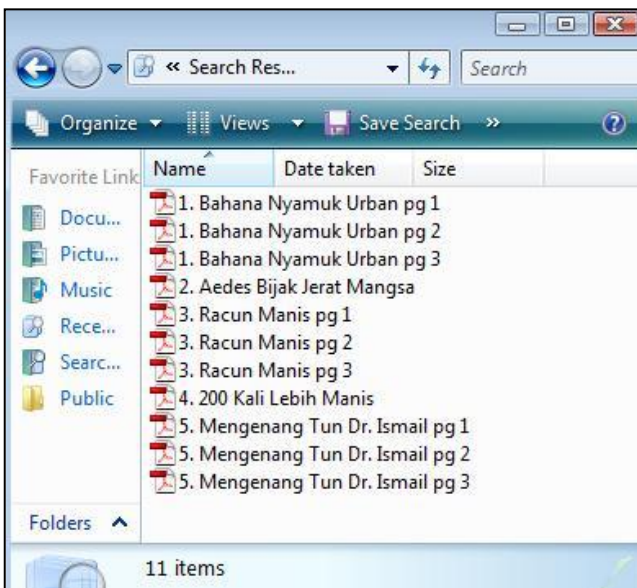 « Search Res...
Search
Organize Views Save Search »
Favorite Link
Name Date taken Size
Docu...
Pictu...
Music
Rece...
Searc...
Public
1. Bahana Nyamuk Urban pg 1
1. Bahana Nyamuk Urban pg 2
1. Bahana Nyamuk Urban pg 3
2. Aedes Bijak Jerat Mangsa
3. Racun Manis pg 1
3. Racun Manis pg 2
3. Racun Manis pg 3
4. 200 Kali Lebih Manis
5. Mengenang Tun Dr. Ismail pg 1
5. Mengenang Tun Dr. Ismail pg 2
5. Mengenang Tun Dr. Ismail pg 3
Folders
11 items